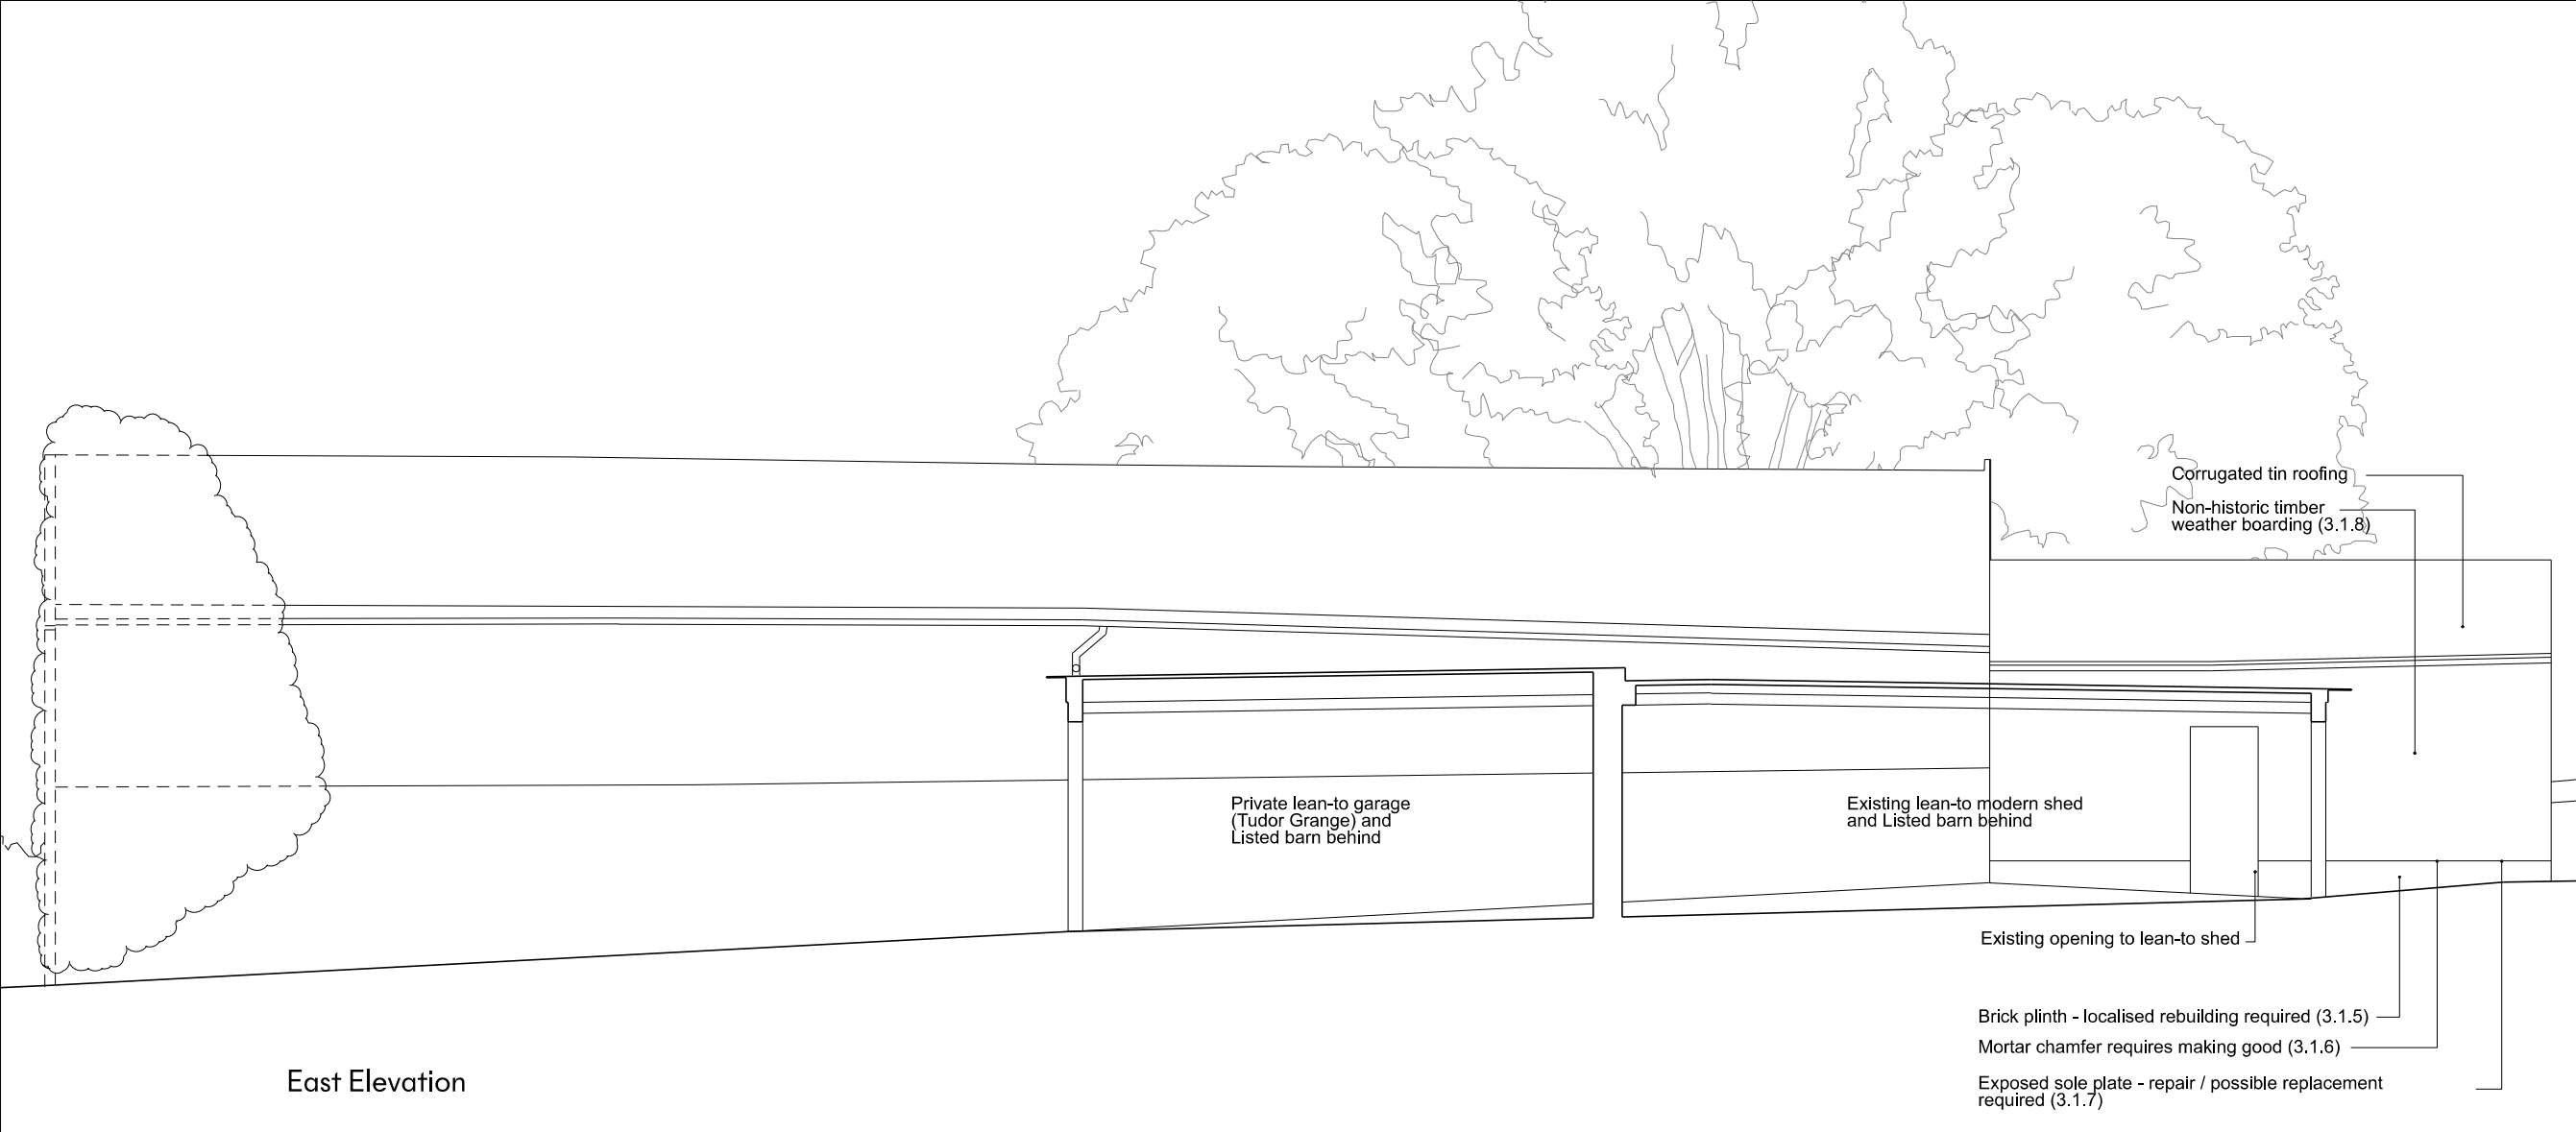 Corrugated tin roofing
Non-historic timber
weather boarding (3.1.8)
Private lean-to garage
(Tudor Grange) and
Listed barn behind
Existing lean-to modern shed
and Listed barn behind
Existing opening to lean-to shed
Brick plinth - localised rebuilding required (3.1.5)
Mortar chamfer requires making good (3.1.6)
Exposed sole plate - repair / possible replacement
required (3.1.7)
East Elevation